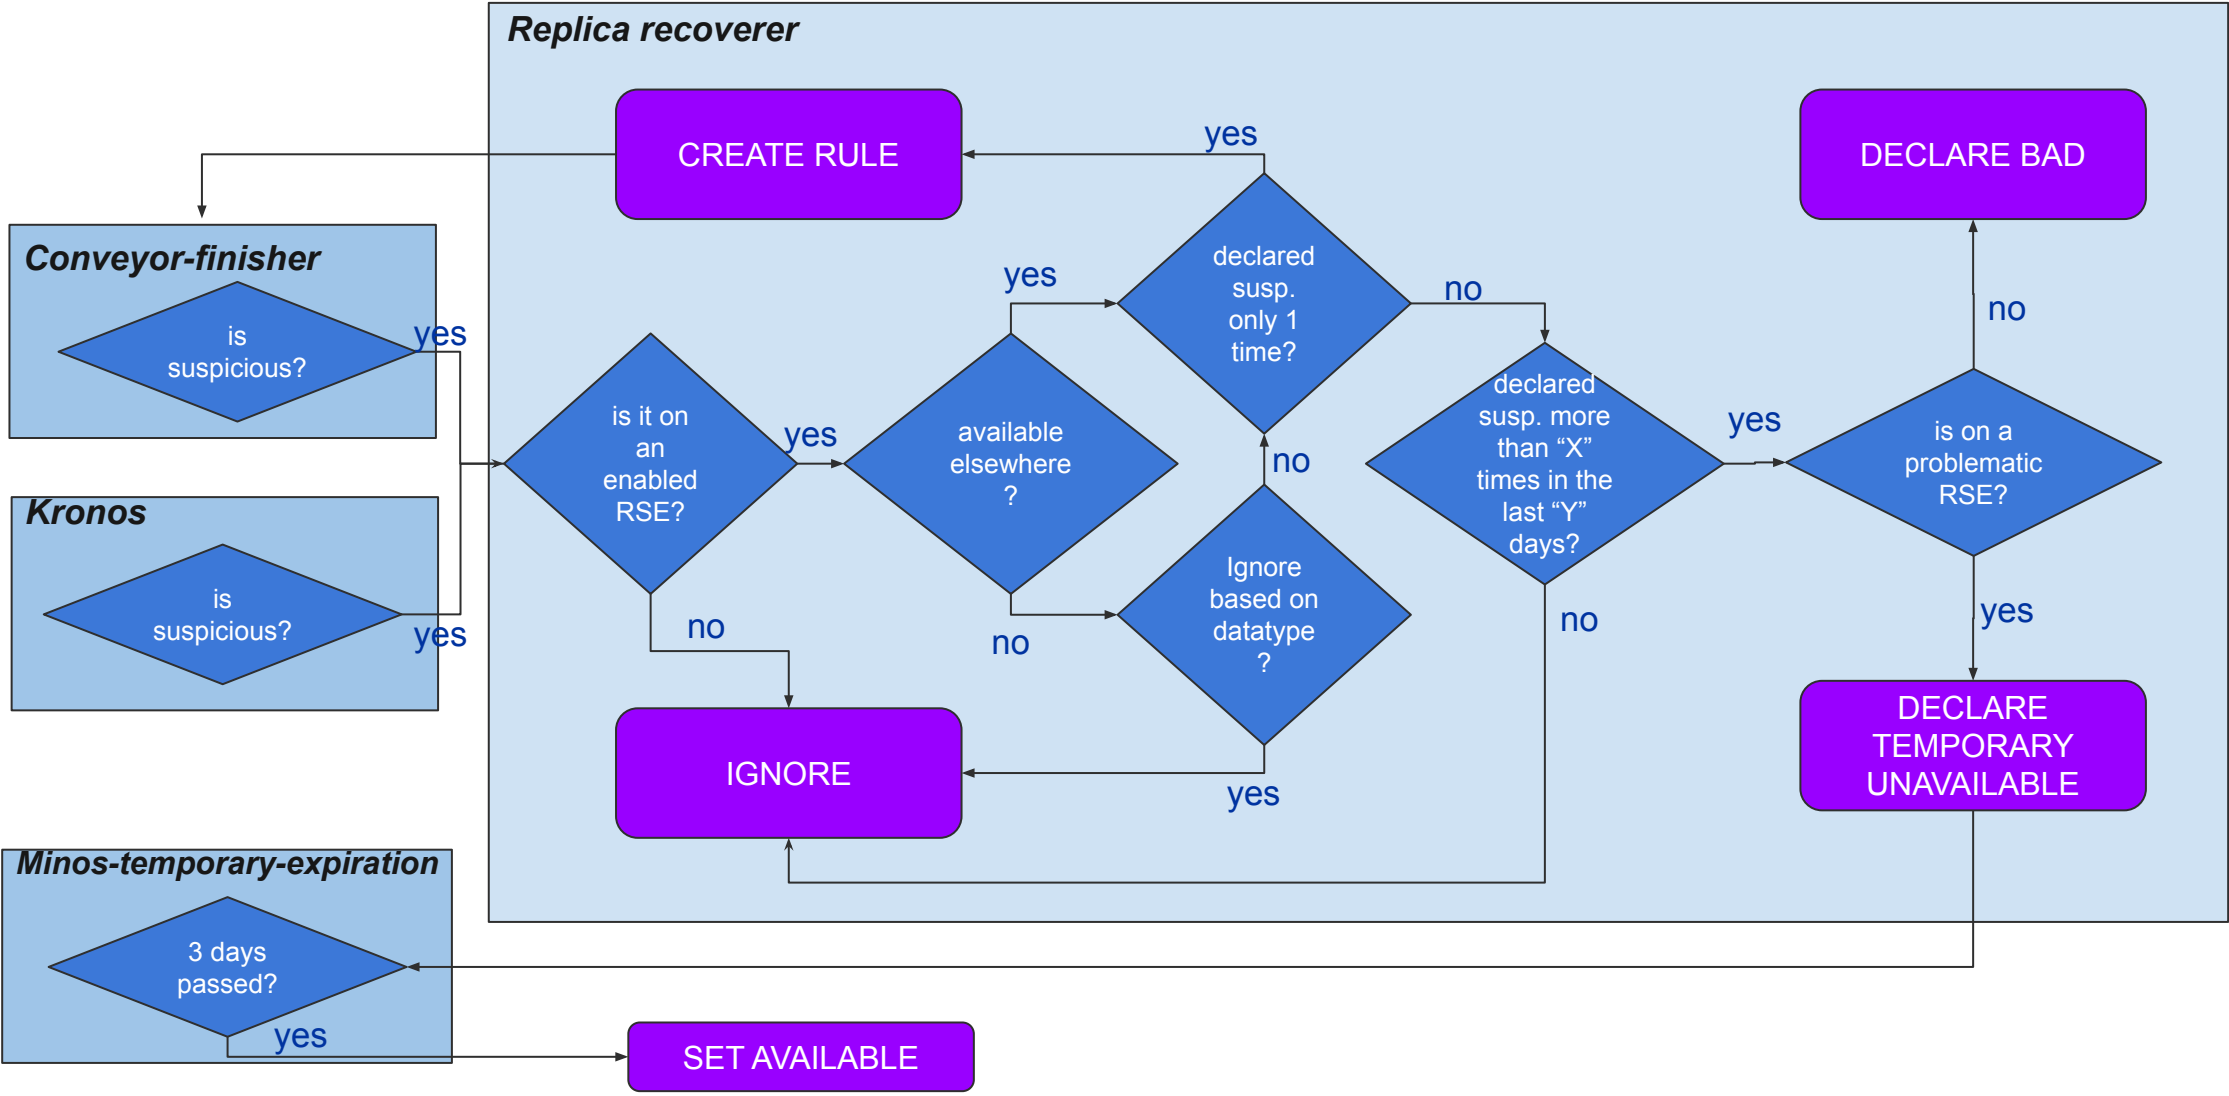 Replica recoverer
CREATE RULE
yes
DECLARE BAD
Conveyor-finisher
is
suspicious?
yes
Kronos
is
suspicious?
yes
is it on
an
enabled
RSE?
yes
no
available
elsewhere
?
yes
no
declared
susp.
only 1
time?
no
Ignore
based on
datatype
?
no
yes
declared
susp. more
than “X”
times in the
last “Y”
days?
yes
no
is on a
problematic
RSE?
no
yes
IGNORE
DECLARE
TEMPORARY
UNAVAILABLE
Minos-temporary-expiration
3 days
passed?
yes
SET AVAILABLE